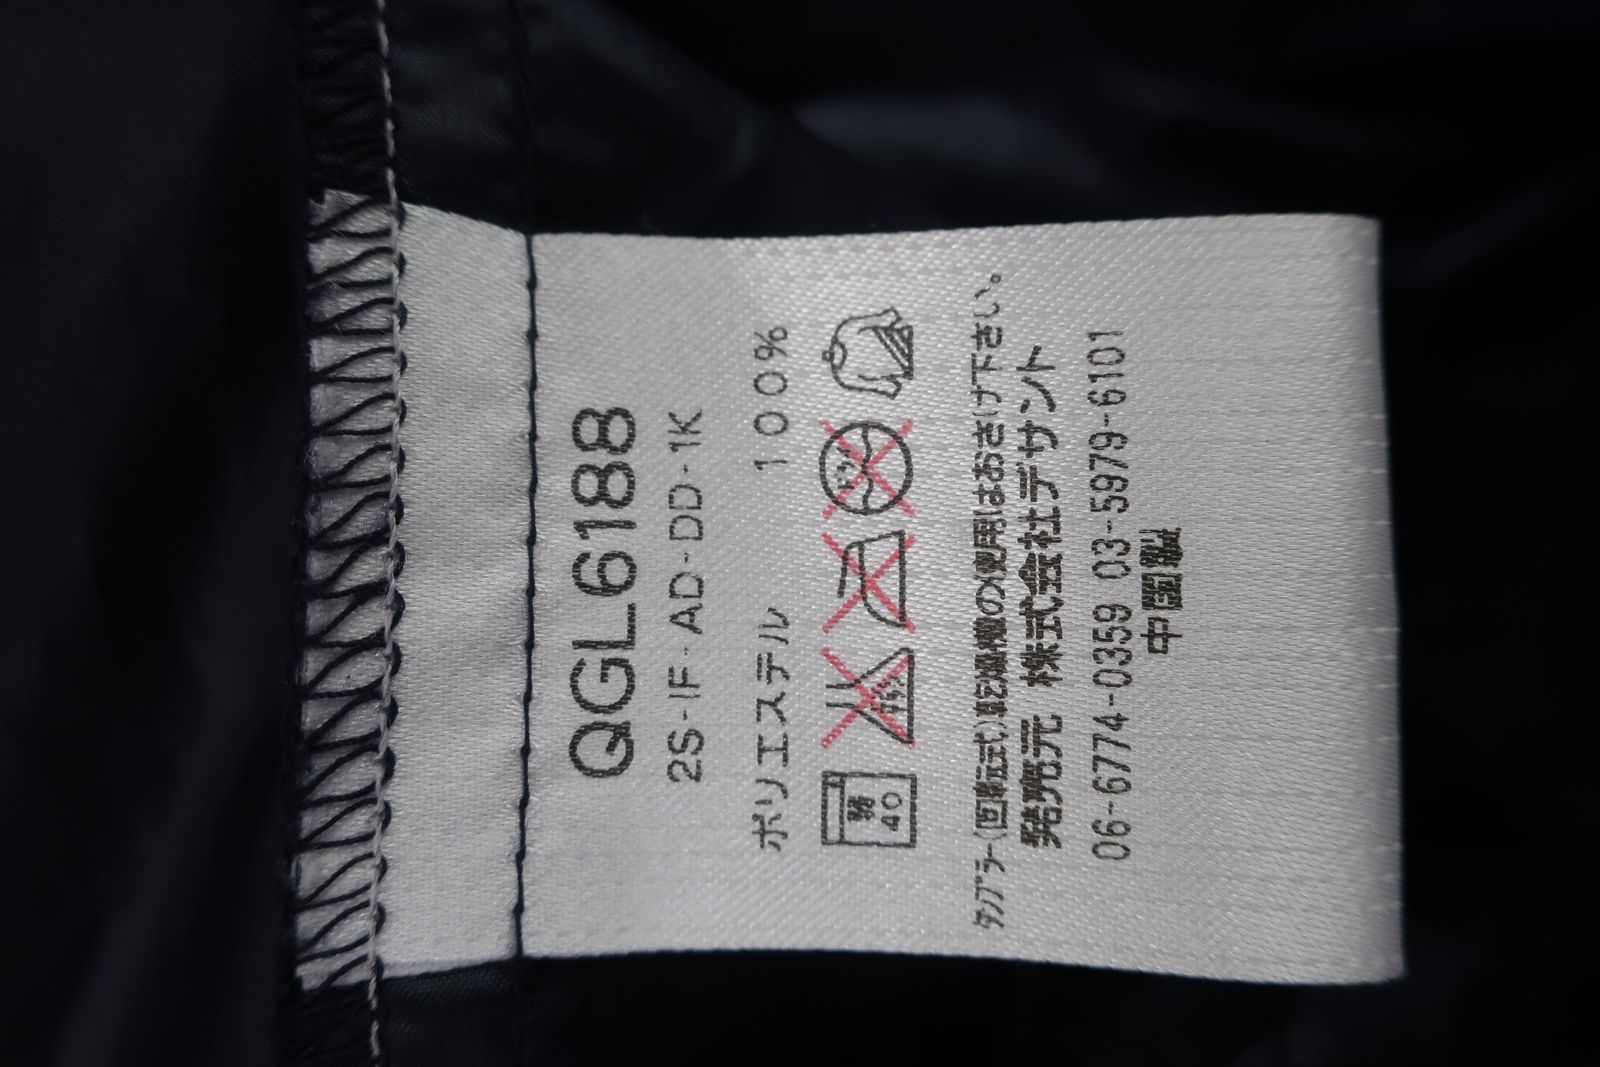 QGL6188
2S-IF-AD-DD-1K
ポリエステル 100%
40
タンブラー(回転式)乾燥機の使用はおさけ下さい。
発売元 株式会社デサント
06-6774-0359 03-5979-6101
中国製